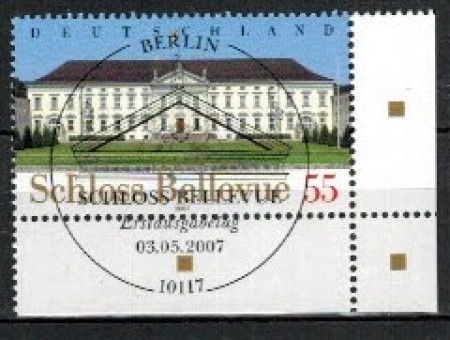 DEUTSCHLAND
BERLIN
Schloss Bellevue 55
SCHLOSS BELLEVUE
Erstausgabetag
03.05.2007
10117